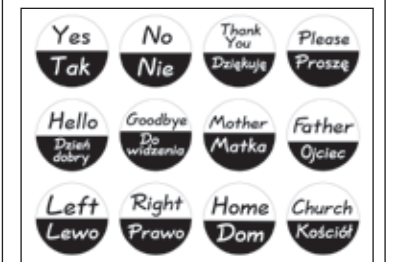 Yes
Tak
No
Nie
Thank
You
Dziękuję
Please
Proszę
Hello
Dzień
dobry
Goodbye
Do
widzenia
Mother
Matka
Father
Ojciec
Left
Lewo
Right
Prawo
Home
Dom
Church
Kościół